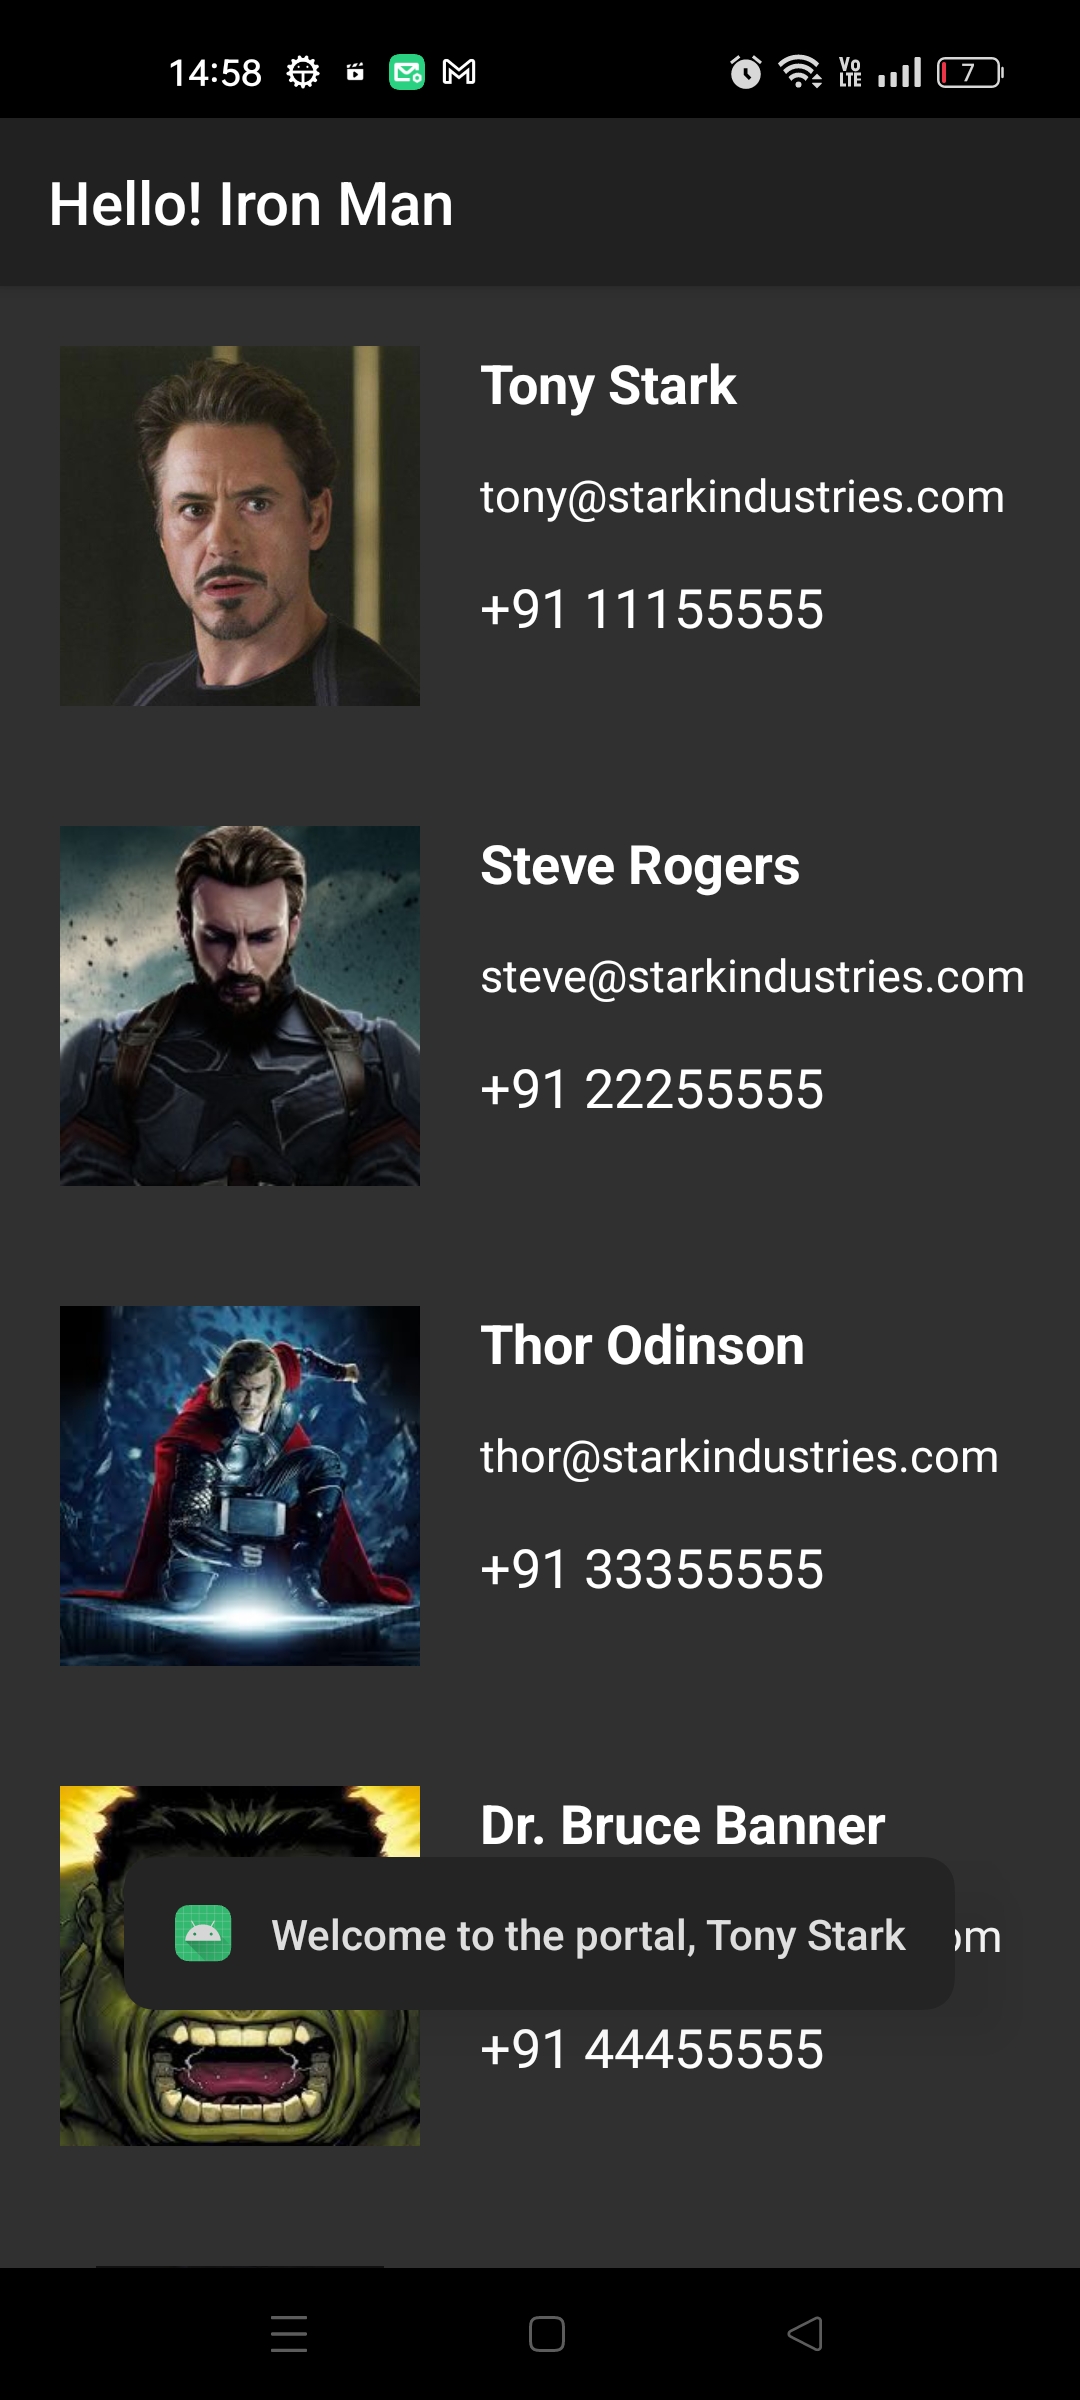 14:58
Vo
LTE
7
Hello! Iron Man
Tony Stark
tony@starkindustries.com
+91 11155555
Steve Rogers
steve@starkindustries.com
+91 22255555
Thor Odinson
thor@starkindustries.com
+91 33355555
Dr. Bruce Banner
Welcome to the portal, Tony Stark
+91 44455555